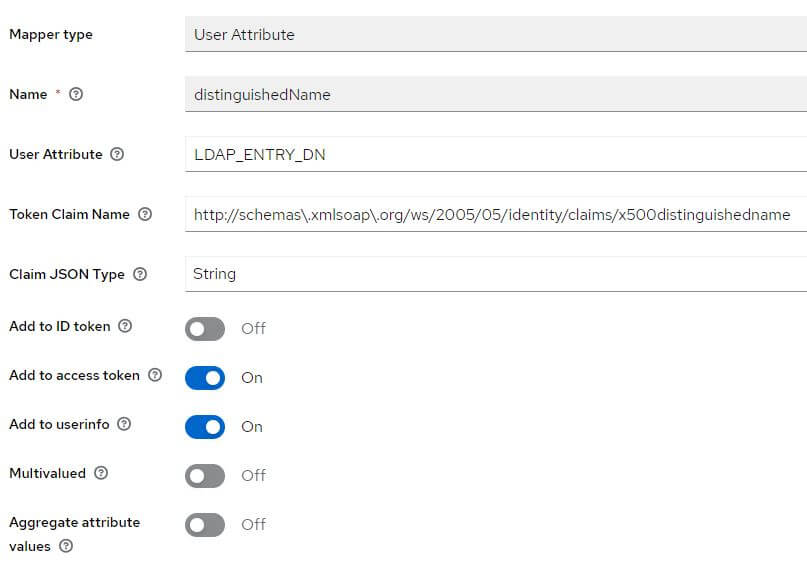 Mapper type User Attribute
Name * distinguishedName
User Attribute LDAP_ENTRY_DN
Token Claim Name http://schemas\.xmlsoap\.org/ws/2005/05/identity/claims/x500distinguishedname
Claim JSON Type String
Add to ID token Off
Add to access token On
Add to userinfo On
Multivalued Off
Aggregate attribute Off
values